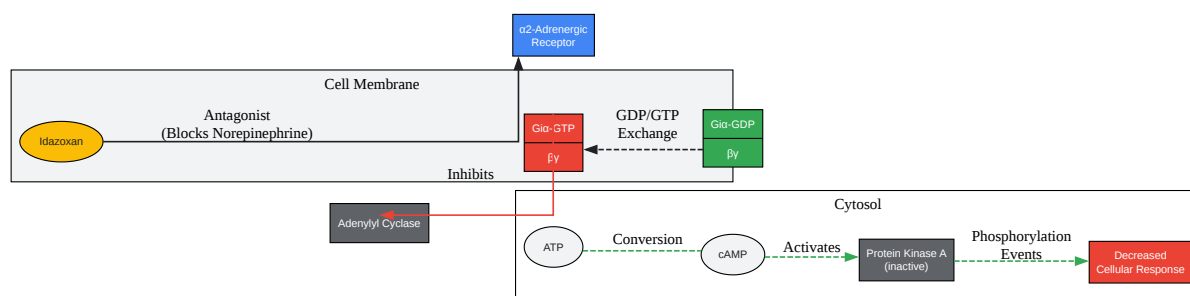 α2-Adrenergic
Receptor
Cell Membrane
Antagonist
(Blocks Norepinephrine)
Idazoxan
Giα-GTP
βγ
GDP/GTP
Exchange
Giα-GDP
βγ
Inhibits
Adenylyl Cyclase
Cytosol
ATP
Conversion
cAMP
Activates
Protein Kinase A
(inactive)
Phosphorylation
Events
Decreased
Cellular Response